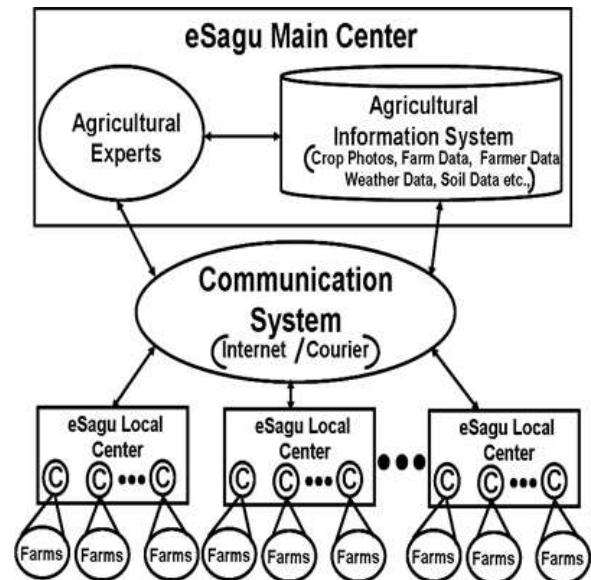 eSagu Main Center
Agricultural
Experts
Agricultural
Information System
(Crop Photos, Farm Data, Farmer Data
Weather Data, Soil Data etc.,)
Communication
System
(Internet / Courier)
eSagu Local
Center
C C ••• C
eSagu Local
Center
C C ••• C
•••
eSagu Local
Center
C C ••• C
Farms Farms Farms Farms Farms Farms Farms Farms Farms